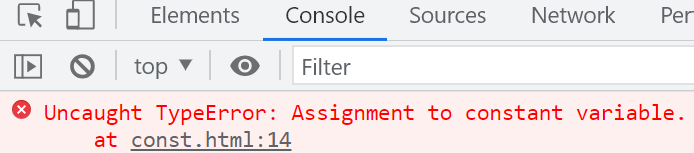 Elements Console Sources Network Per
top Filter
Uncaught TypeError: Assignment to constant variable.
at const.html:14